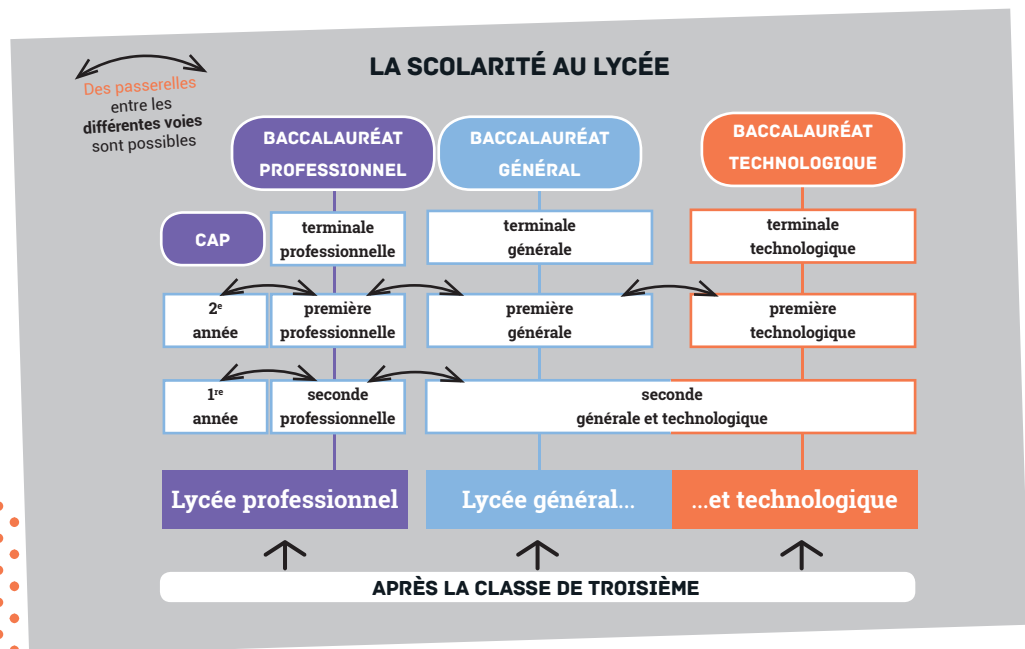 LA SCOLARITÉ AU LYCÉE
Des passerelles
entre les
différentes voies
sont possibles
BACCALAURÉAT
PROFESSIONNEL
BACCALAURÉAT
GÉNÉRAL
BACCALAURÉAT
TECHNOLOGIQUE
CAP
terminale
professionnelle
terminale
générale
terminale
technologique
2e
année
première
professionnelle
première
générale
première
technologique
1re
année
seconde
professionnelle
seconde
générale et technologique
Lycée professionnel
Lycée général...
...et technologique
APRÈS LA CLASSE DE TROISIÈME